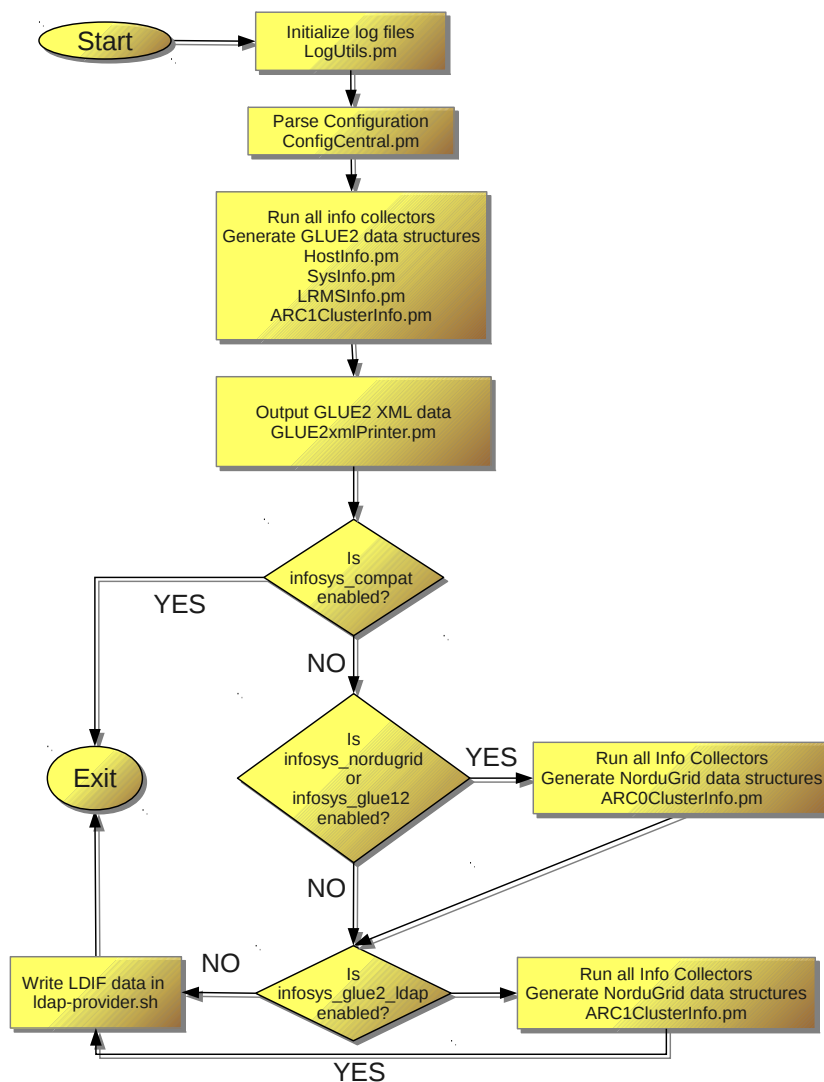 Start
Initialize log files
LogUtils.pm
Parse Configuration
ConfigCentral.pm
Run all info collectors
Generate GLUE2 data structures
HostInfo.pm
SysInfo.pm
LRMSInfo.pm
ARC1ClusterInfo.pm
Output GLUE2 XML data
GLUE2xmlPrinter.pm
Is
infosys_compat
enabled?
YES
NO
Exit
Is
infosys_nordugrid
or
infosys_glue12
enabled?
YES
Run all Info Collectors
Generate NorduGrid data structures
ARC0ClusterInfo.pm
NO
Write LDIF data in
ldap-provider.sh
NO
Is
infosys_glue2_ldap
enabled?
Run all Info Collectors
Generate NorduGrid data structures
ARC1ClusterInfo.pm
YES